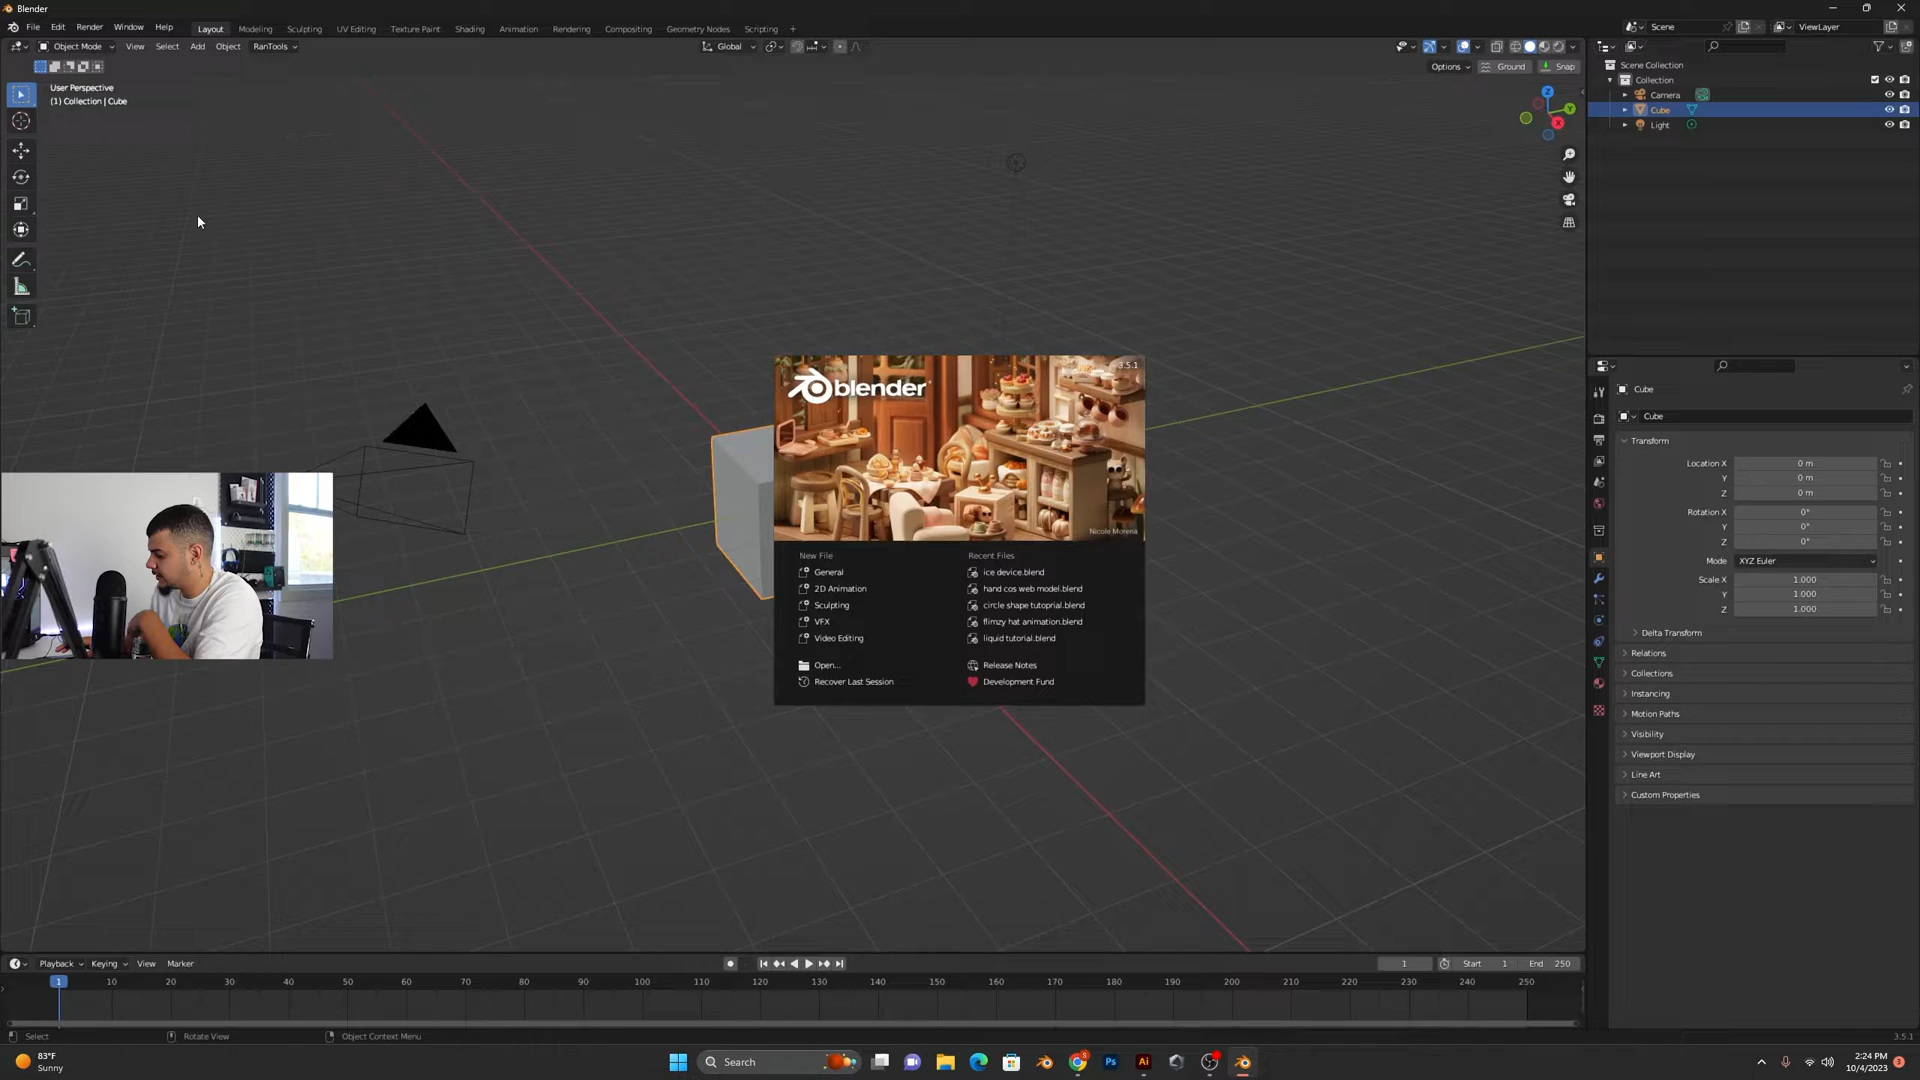 Blender
File Edit Render Window Help Layout Modeling Sculpting UV Editing Texture Paint Shading Animation Rendering Compositing Geometry Nodes Scripting + Scene ViewLayer
Object Mode View Select Add Object RanTools Global
Options Ground Snap
User Perspective
(1) Collection | Cube
Z
Y
X
Scene Collection
Collection
Camera
Cube
Light
blender
3.5.1
Nicole Morena
New File
General
2D Animation
Sculpting
VFX
Video Editing
Open...
Recover Last Session
Recent Files
ice device.blend
hand cos web model.blend
circle shape tutoprial.blend
flimzy hat animation.blend
liquid tutorial.blend
Release Notes
Development Fund
Cube
Cube
Transform
Location X 0 m
Y 0 m
Z 0 m
Rotation X 0°
Y 0°
Z 0°
Mode XYZ Euler
Scale X 1.000
Y 1.000
Z 1.000
Delta Transform
Relations
Collections
Instancing
Motion Paths
Visibility
Viewport Display
Line Art
Custom Properties
Playback Keying View Marker 1 Start 1 End 250
1 10 20 30 40 50 60 70 80 90 100 110 120 130 140 150 160 170 180 190 200 210 220 230 240 250
Select Rotate View Object Context Menu 3.5.1
83°F
Sunny
Search
Ps
Ai
2:24 PM
10/4/2023
3